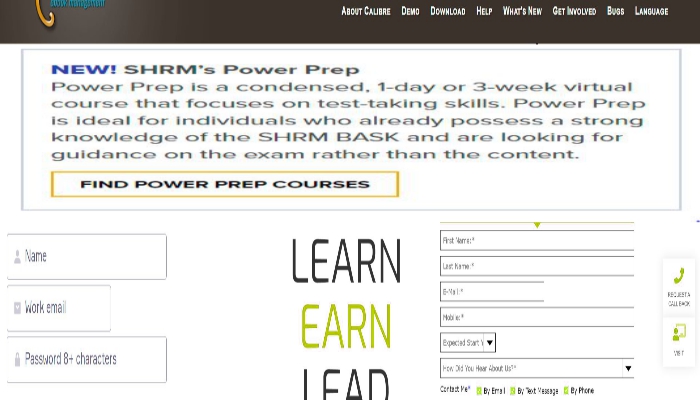 ebook management
About Calibre Demo Download Help What's New Get Involved Bugs Language
NEW! SHRM's Power Prep
Power Prep is a condensed, 1-day or 3-week virtual
course that focuses on test-taking skills. Power Prep
is ideal for individuals who already possess a strong
knowledge of the SHRM BASK and are looking for
guidance on the exam rather than the content.
FIND POWER PREP COURSES
Name
Work email
Password 8+ characters
LEARN
EARN
LEAD
First Name:*
Last Name:*
E-Mail:*
Mobile:*
Expected Start Y
How Did You Hear About Us?*
Contact Me*: By Email By Text Message By Phone
REQUEST A
CALL BACK
VISIT